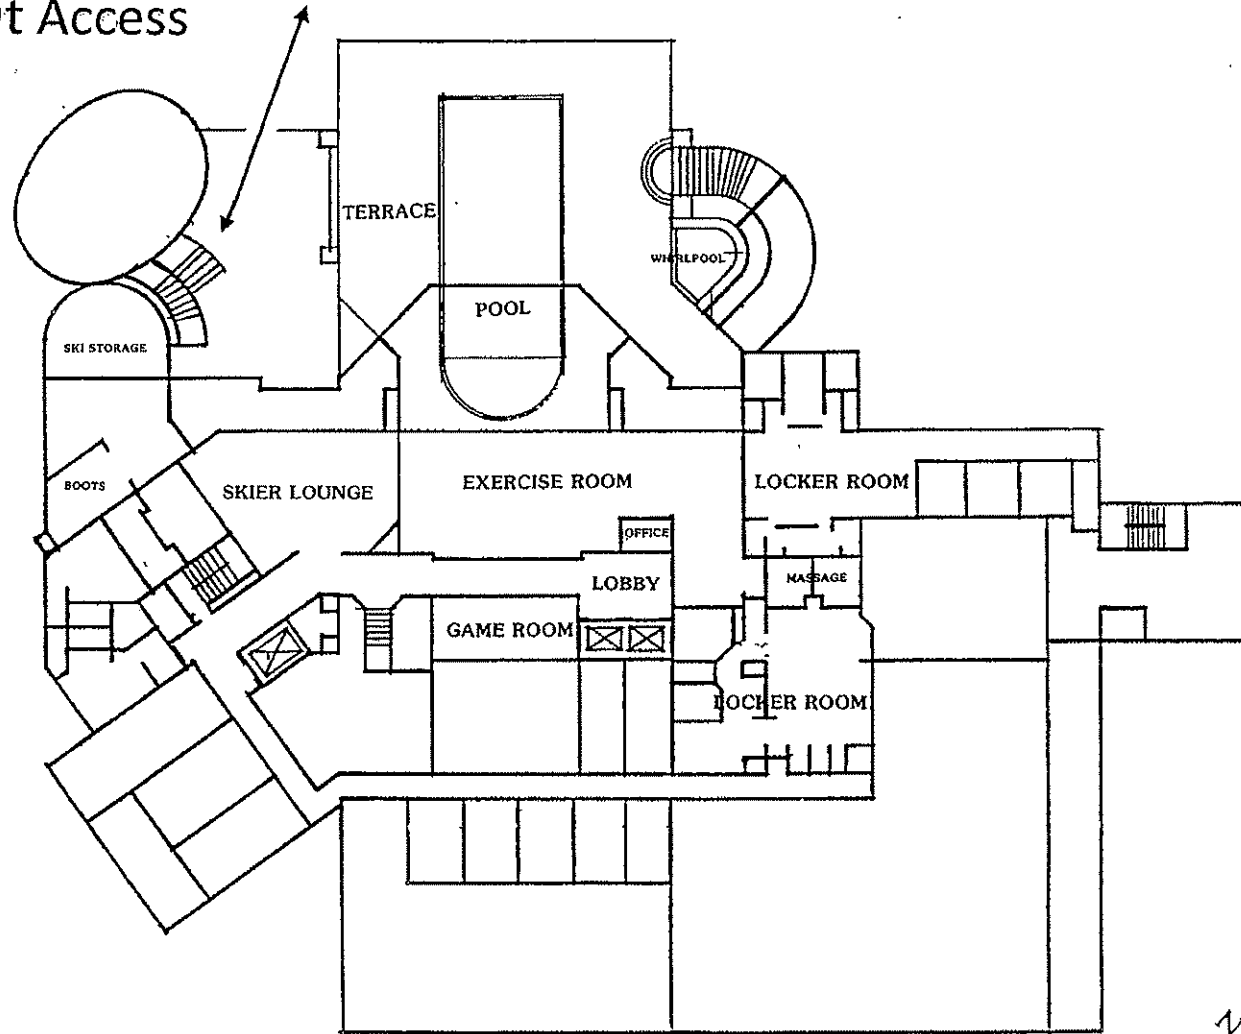 t Access
TERRACE
WHIRLPOOL
POOL
SKI STORAGE
BOOTS
SKIER LOUNGE
EXERCISE ROOM
LOCKER ROOM
OFFICE
LOBBY
MASSAGE
GAME ROOM
LOCKER ROOM